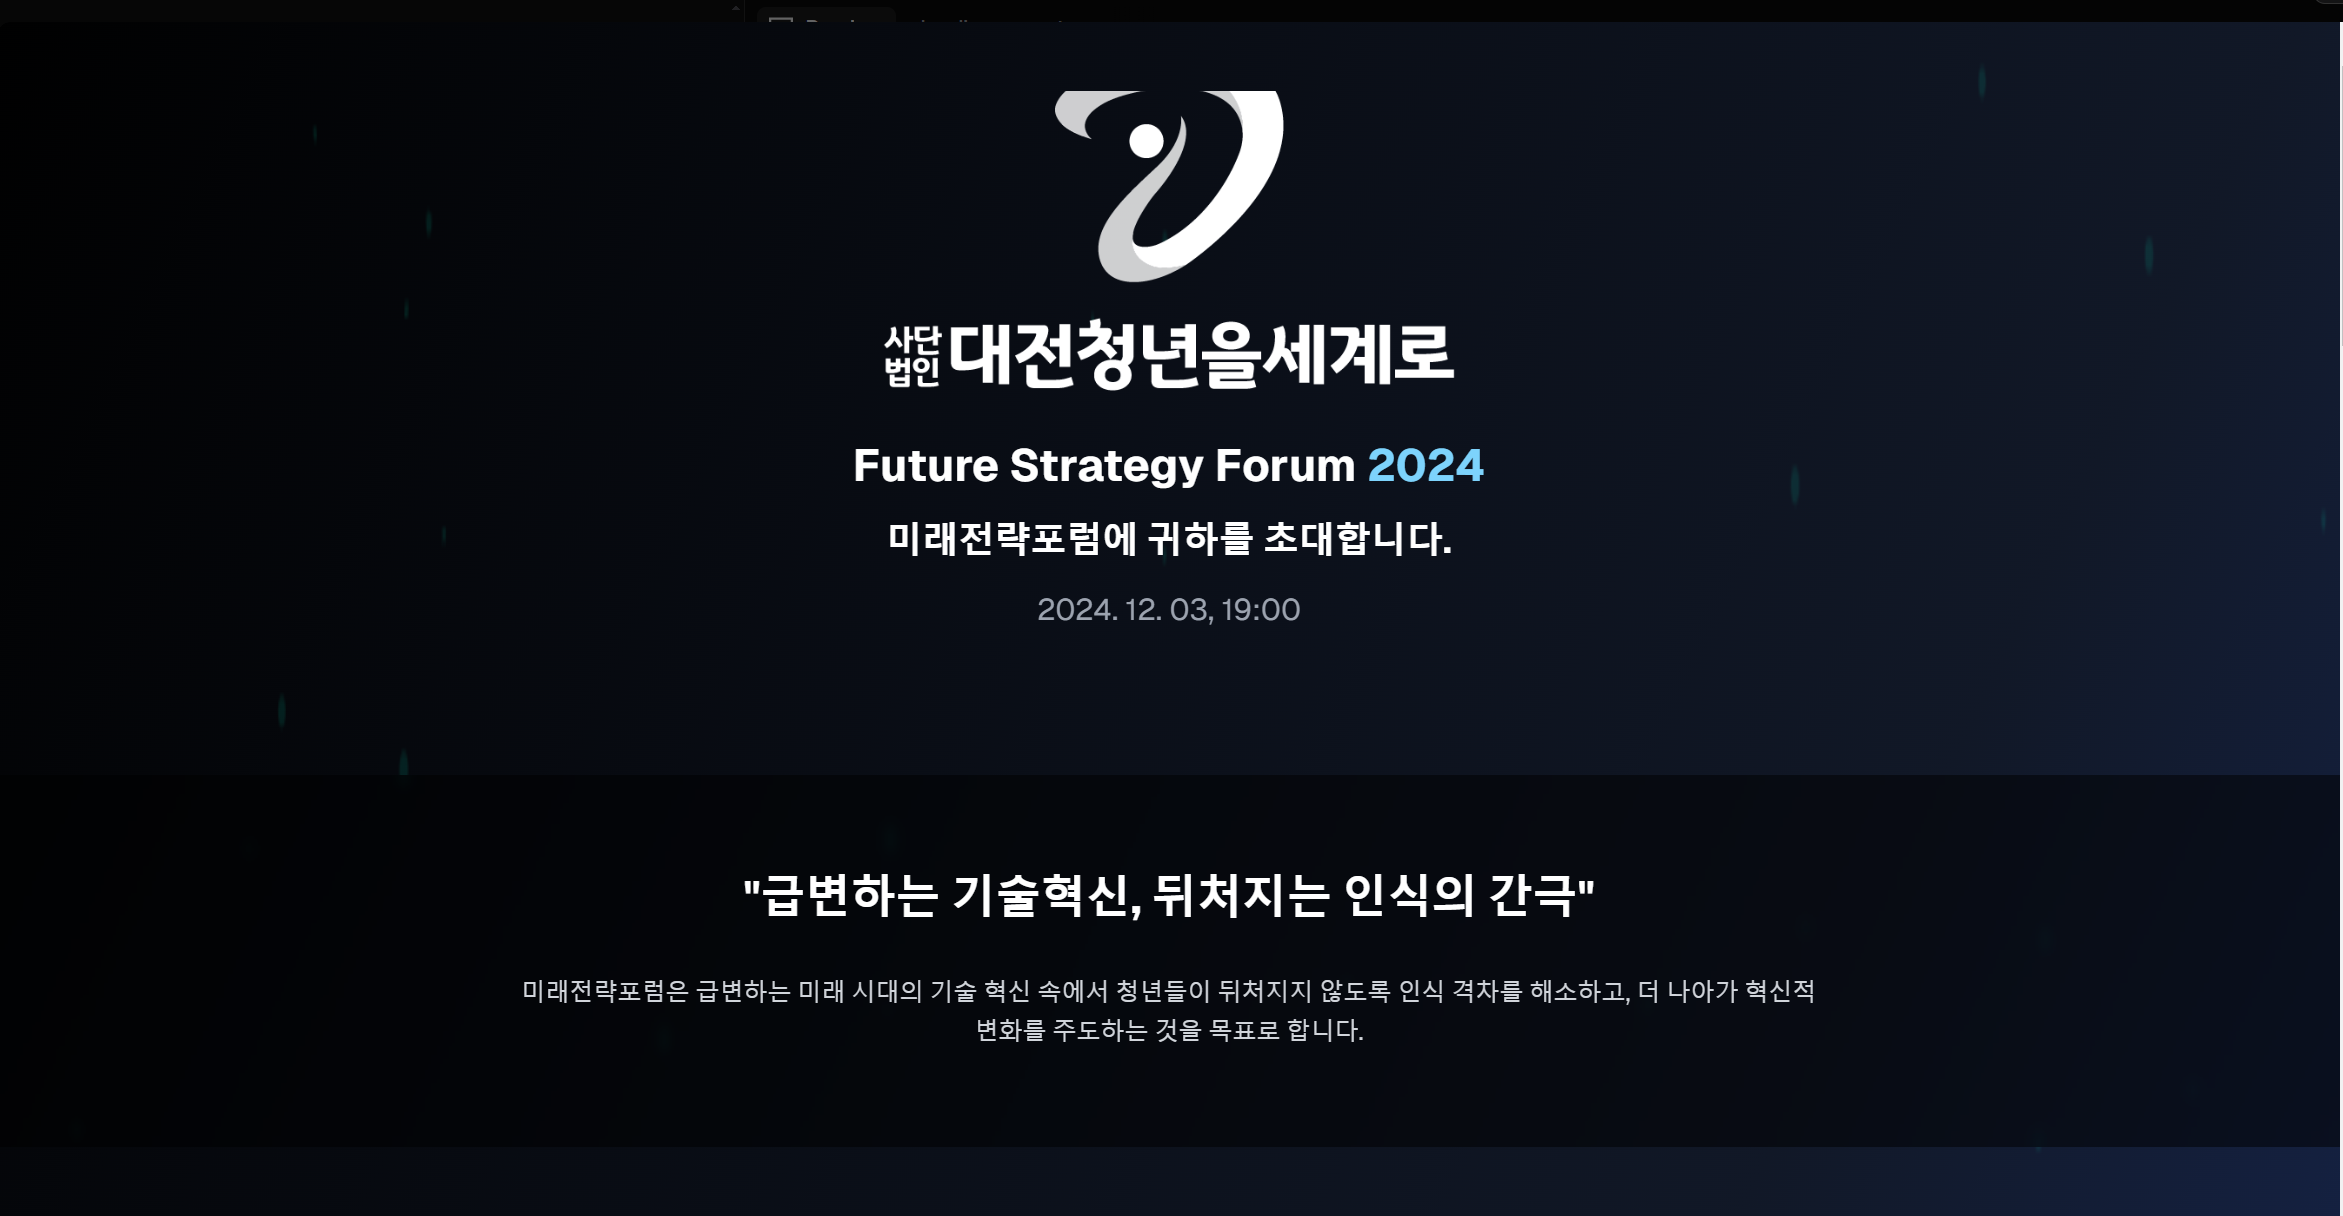 사단
법인 대전청년을세계로
Future Strategy Forum 2024
미래전략포럼에 귀하를 초대합니다.
2024. 12. 03, 19:00
"급변하는 기술혁신, 뒤처지는 인식의 간극"
미래전략포럼은 급변하는 미래 시대의 기술 혁신 속에서 청년들이 뒤처지지 않도록 인식 격차를 해소하고, 더 나아가 혁신적
변화를 주도하는 것을 목표로 합니다.